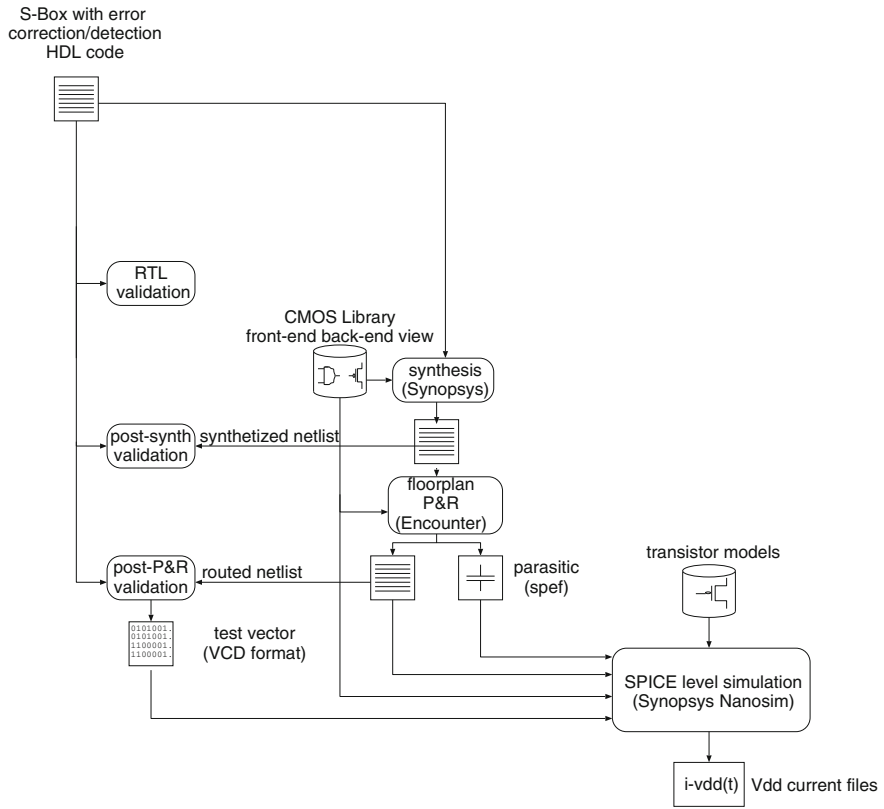 S-Box with error
correction/detection
HDL code
RTL
validation
CMOS Library
front-end back-end view
synthesis
(Synopsys)
post-synth
validation
synthetized netlist
floorplan
P&R
(Encounter)
post-P&R
validation
routed netlist
parasitic
(spef)
transistor models
0101001.
0101001.
1100001.
1100001.
test vector
(VCD format)
SPICE level simulation
(Synopsys Nanosim)
i-vdd(t)
Vdd current files